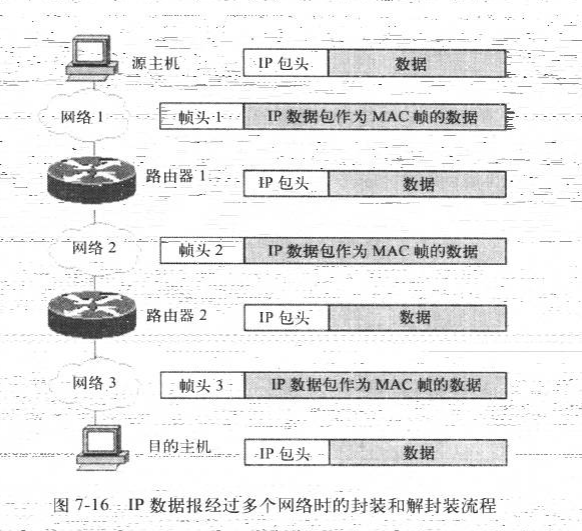 源主机 IP 包头 数据
网络 1 帧头 1 IP 数据包作为 MAC 帧的数据
路由器 1 IP 包头 数据
网络 2 帧头 2 IP 数据包作为 MAC 帧的数据
路由器 2 IP 包头 数据
网络 3 帧头 3 IP 数据包作为 MAC 帧的数据
目的主机 IP 包头 数据
图 7-16 IP 数据报经过多个网络时的封装和解封装流程